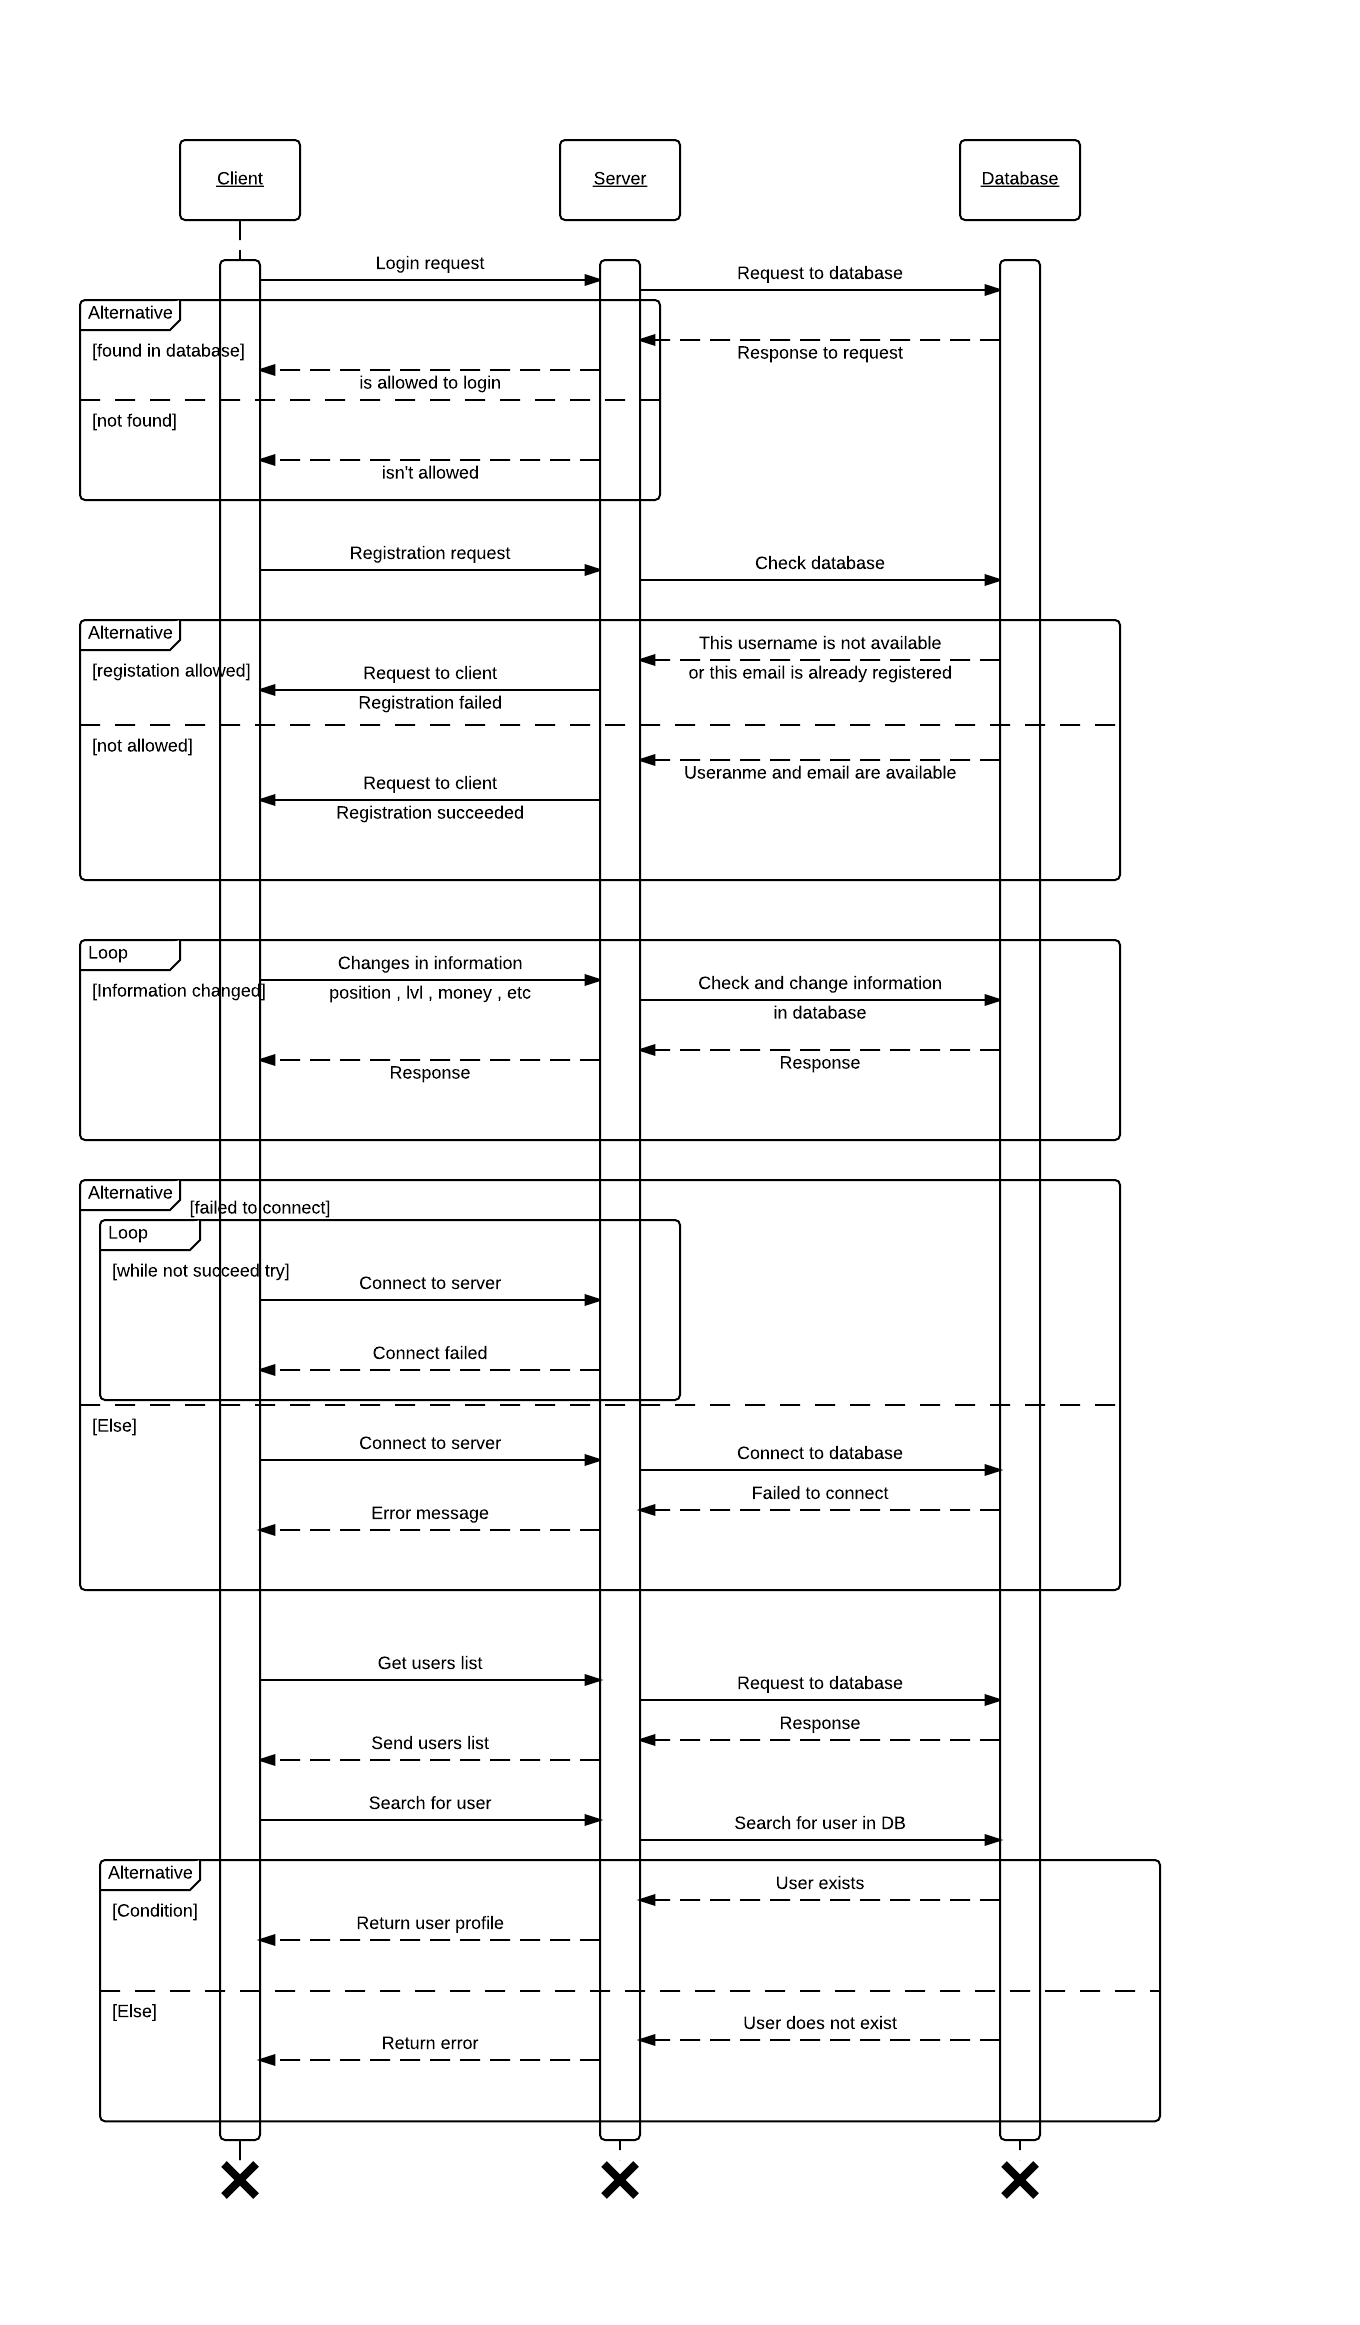 Client
Server
Database
Login request
Request to database
Alternative
[found in database]
Response to request
is allowed to login
[not found]
isn't allowed
Registration request
Check database
Alternative
This username is not available
or this email is already registered
[registation allowed]
Request to client
Registration failed
[not allowed]
Useranme and email are available
Request to client
Registration succeeded
Loop
[Information changed]
Changes in information
position , lvl , money , etc
Check and change information
in database
Response
Response
Alternative
[failed to connect]
Loop
[while not succeed try]
Connect to server
Connect failed
[Else]
Connect to server
Connect to database
Failed to connect
Error message
Get users list
Request to database
Response
Send users list
Search for user
Search for user in DB
Alternative
User exists
[Condition]
Return user profile
[Else]
User does not exist
Return error